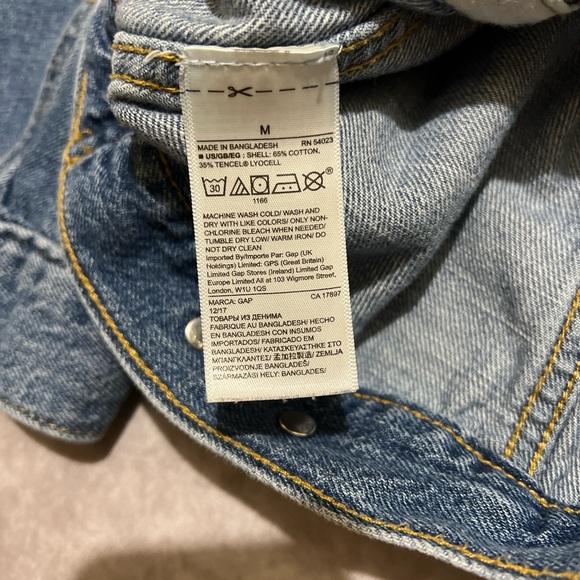 M
MADE IN BANGLADESH RN 54023
■ US/GB/EG : SHELL: 65% COTTON,
35% TENCEL® LYOCELL
30 ®
1166
MACHINE WASH COLD/ WASH AND
DRY WITH LIKE COLORS/ ONLY NON-
CHLORINE BLEACH WHEN NEEDED/
TUMBLE DRY LOW/ WARM IRON/ DO
NOT DRY CLEAN
Imported by/Importe par: Gap (UK
Holdings) Limited: GPS (Great Britain)
Limited Gap Stores (Ireland) Limited Gap
Europe Limited All at 103 Wigmore Street,
London, W1U 1QS
MARCA: GAP CA 17897
12/17
ТОВАРЫ ИЗ ДЕНИМА
FABRIQUE AU BANGLADESH/ HECHO
EN BANGLADESH CON INSUMOS
IMPORTADOS/ FABRICADO EM
BANGLADESH/ ΚΑΤΑΣΚΕΥΑΣΤΗΚΕ ΣΤΟ
ΜΠΑΝΓΚΛΑΝΤΕΣ/ 孟加拉製造/ ZEMLJA
PROIZVODNJE BANGLADEŠ/
SZÁRMAZÁSI HELY: BANGLADES/